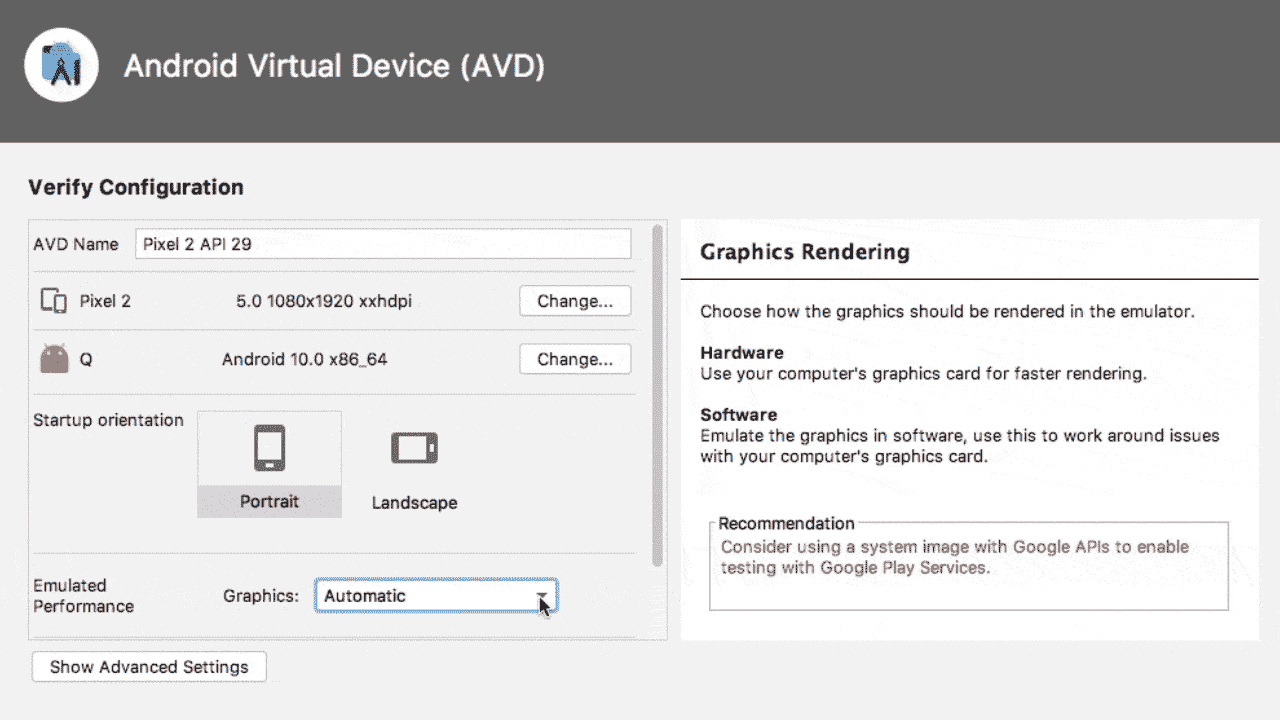 Android Virtual Device (AVD)
Verify Configuration
AVD Name Pixel 2 API 29
Pixel 2 5.0 1080x1920 xxhdpi Change...
Q Android 10.0 x86_64 Change...
Startup orientation
Portrait
Landscape
Emulated
Performance
Graphics: Automatic
Show Advanced Settings
Graphics Rendering
Choose how the graphics should be rendered in the emulator.
Hardware
Use your computer's graphics card for faster rendering.
Software
Emulate the graphics in software, use this to work around issues
with your computer's graphics card.
Recommendation
Consider using a system image with Google APIs to enable
testing with Google Play Services.